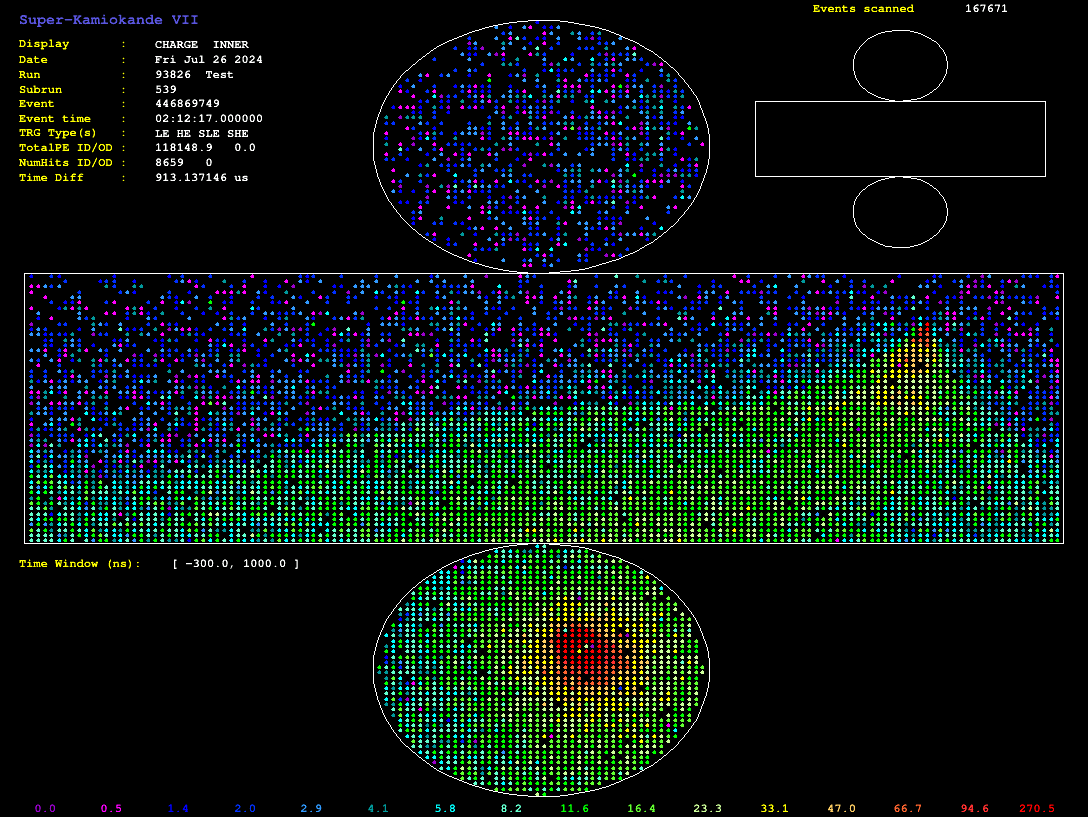 Super-Kamiokande VII
Events scanned 167671
Display : CHARGE INNER
Date : Fri Jul 26 2024
Run : 93826 Test
Subrun : 539
Event : 446869749
Event time : 02:12:17.000000
TRG Type(s) : LE HE SLE SHE
TotalPE ID/OD : 118148.9 0.0
NumHits ID/OD : 8659 0
Time Diff : 913.137146 us
Time Window (ns): [ -300.0, 1000.0 ]
0.0 0.5 1.4 2.0 2.9 4.1 5.8 8.2 11.6 16.4 23.3 33.1 47.0 66.7 94.6 270.5